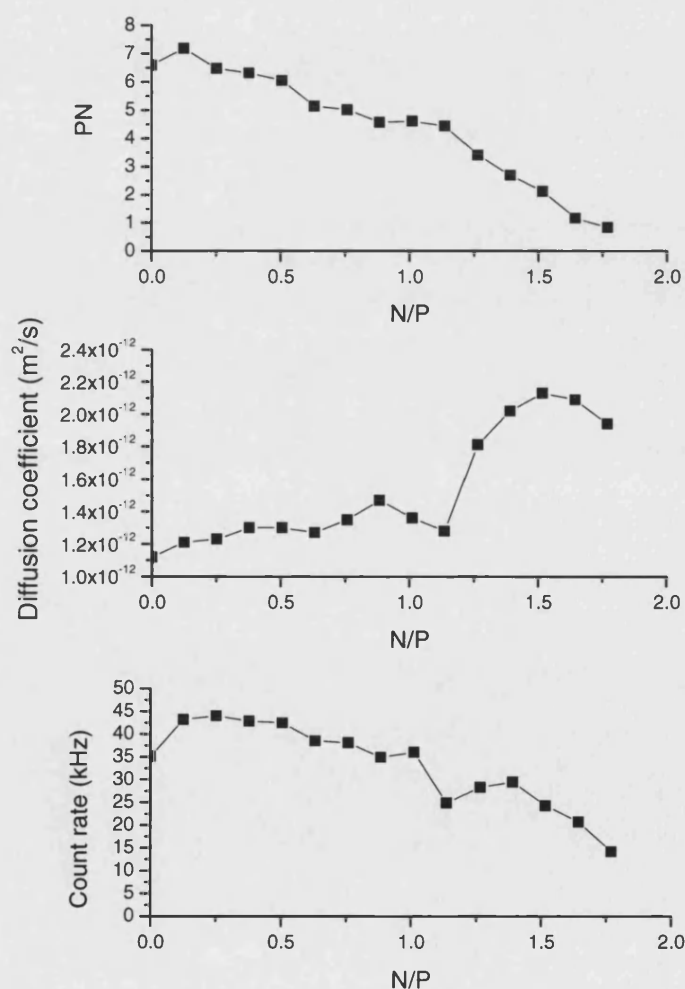 8
7
6
5
4
3
2
1
0
PN
0.0 0.5 1.0 1.5 2.0
N/P
2.4x10⁻¹²
2.2x10⁻¹²
2.0x10⁻¹²
1.8x10⁻¹²
1.6x10⁻¹²
1.4x10⁻¹²
1.2x10⁻¹²
1.0x10⁻¹²
Diffusion coefficient (m²/s)
0.0 0.5 1.0 1.5 2.0
N/P
50
45
40
35
30
25
20
15
10
5
0
Count rate (kHz)
0.0 0.5 1.0 1.5 2.0
N/P